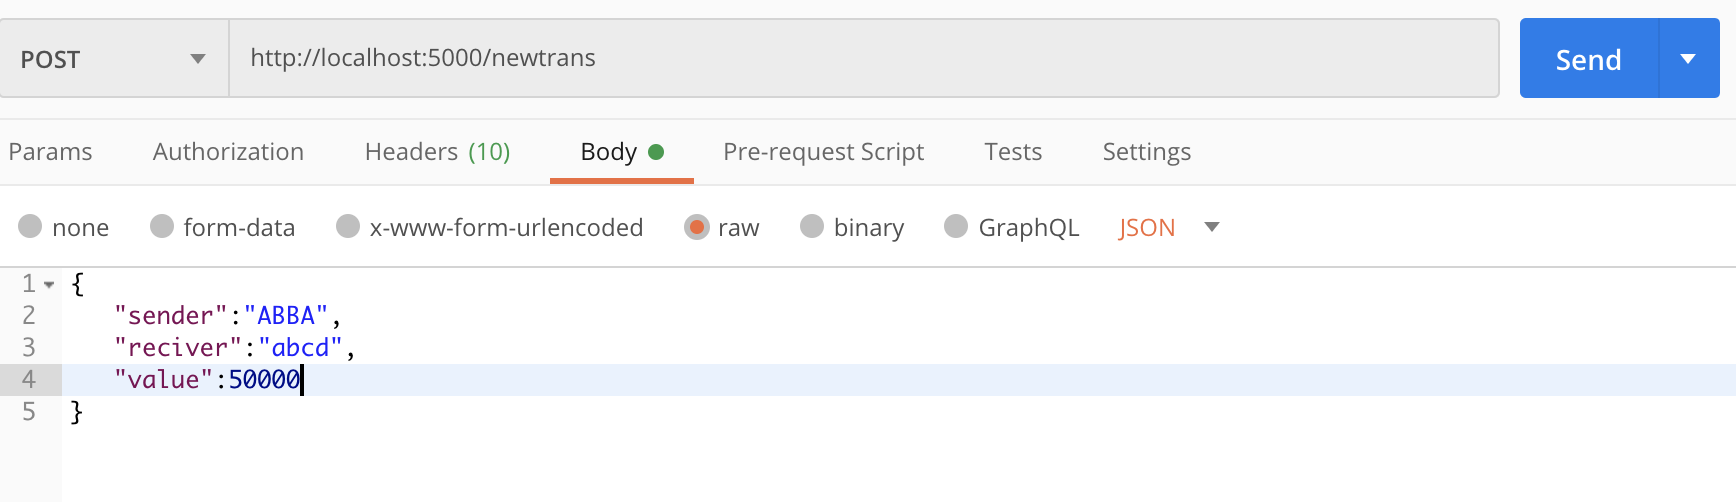 POST http://localhost:5000/newtrans Send
Params Authorization Headers (10) Body Pre-request Script Tests Settings
none form-data x-www-form-urlencoded raw binary GraphQL JSON
1 {
2 "sender":"ABBA",
3 "reciver":"abcd",
4 "value":50000
5 }